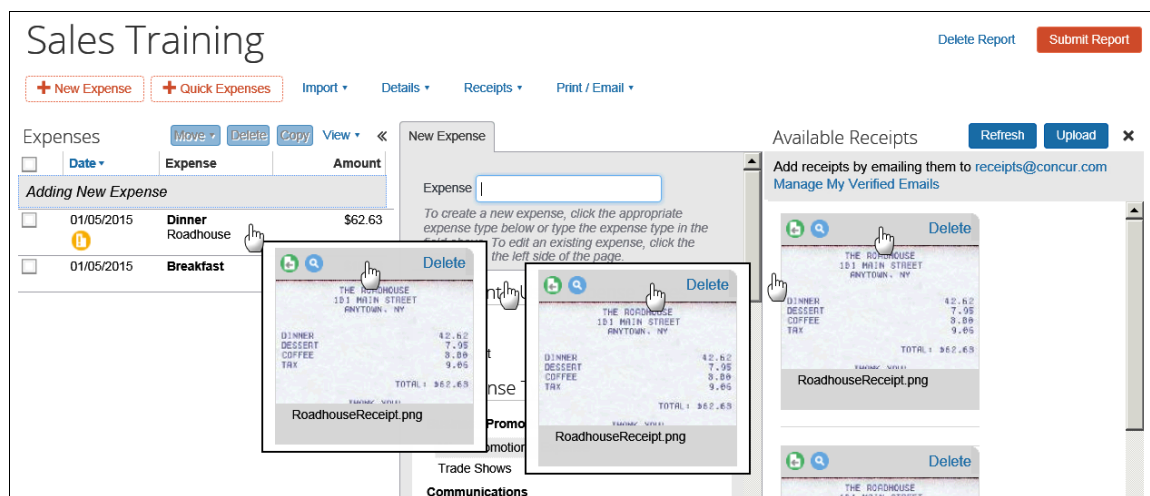 Sales Training
Delete Report
Submit Report
New Expense
Quick Expenses
Import
Details
Receipts
Print / Email
Expenses
Move
Delete
Copy
View
Date
Expense
Amount
Adding New Expense
01/05/2015
Dinner
$62.63
Roadhouse
01/05/2015
Breakfast
New Expense
Expense
To create a new expense, click the appropriate
expense type below or type the expense type in the
To edit an existing expense, click the
the left side of the page.
Promo
Trade Shows
Communications
Delete
THE ROADHOUSE
101 MAIN STREET
ANYTOWN, NY
DINNER 42.62
DESSERT 7.95
COFFEE 3.00
TAX 9.06
TOTAL: $62.63
THANK YOU!
RoadhouseReceipt.png
Delete
THE ROADHOUSE
101 MAIN STREET
ANYTOWN, NY
DINNER 42.62
DESSERT 7.95
COFFEE 3.00
TAX 9.06
TOTAL: $62.63
RoadhouseReceipt.png
Available Receipts
Refresh
Upload
Add receipts by emailing them to receipts@concur.com
Manage My Verified Emails
Delete
THE ROADHOUSE
101 MAIN STREET
ANYTOWN, NY
DINNER 42.62
DESSERT 7.95
COFFEE 3.00
TAX 9.06
TOTAL: $62.63
RoadhouseReceipt.png
Delete
THE ROADHOUSE